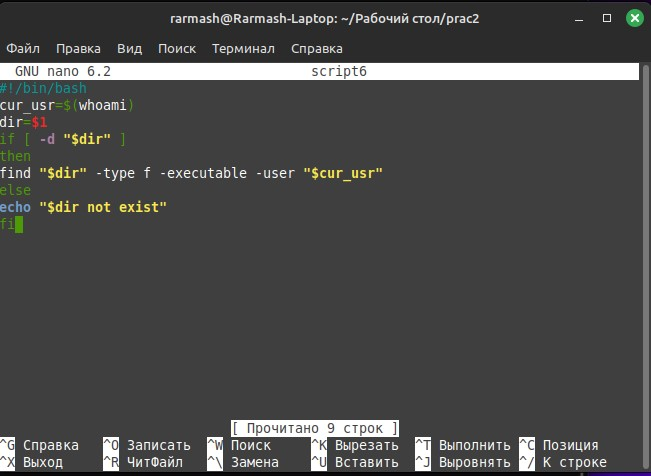 rarmash@Rarmash-Laptop: ~/Рабочий стол/prac2
Файл Правка Вид Поиск Терминал Справка
GNU nano 6.2 script6
#!/bin/bash
cur_usr=$(whoami)
dir=$1
if [ -d "$dir" ]
then
find "$dir" -type f -executable -user "$cur_usr"
else
echo "$dir not exist"
fi
[ Прочитано 9 строк ]
^G Справка ^O Записать ^W Поиск ^K Вырезать ^T Выполнить ^C Позиция
^X Выход ^R ЧитФайл ^\ Замена ^U Вставить ^J Выровнять ^/ К строке